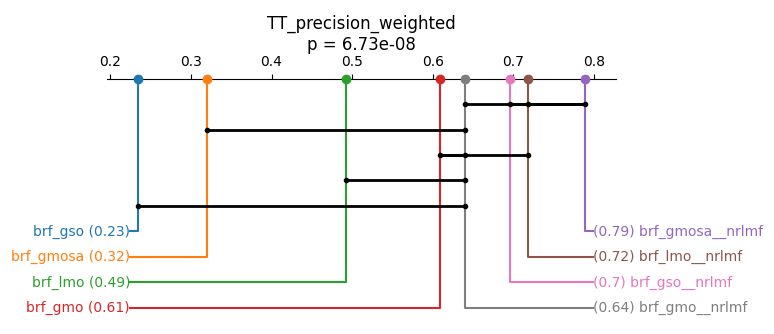 TT_precision_weighted
p = 6.73e-08
0.2 0.3 0.4 0.5 0.6 0.7 0.8
brf_gso (0.23) (0.79) brf_gmosa__nrlmf
brf_gmosa (0.32) (0.72) brf_lmo__nrlmf
brf_lmo (0.49) (0.7) brf_gso__nrlmf
brf_gmo (0.61) (0.64) brf_gmo__nrlmf